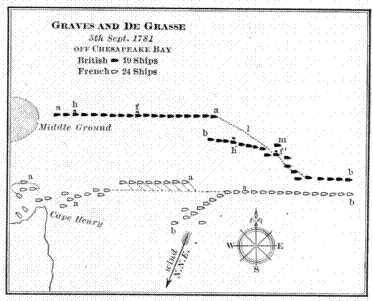 GRAVES AND DE GRASSE
5th Sept. 1781
OFF CHESAPEAKE BAY
British 19 Ships
French 24 Ships
a h f a
Middle Ground
b h l m f' b
a a a a
b b
Cape Henry
wind N.N.E.
W E
S